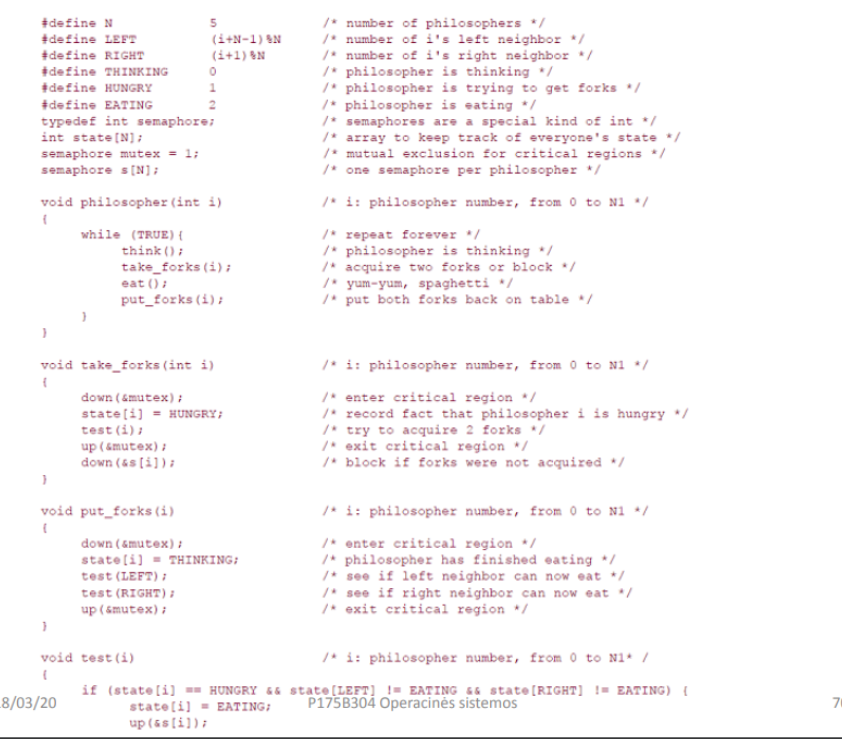 #define N 5 /* number of philosophers */
#define LEFT (i+N-1)%N /* number of i's left neighbor */
#define RIGHT (i+1)%N /* number of i's right neighbor */
#define THINKING 0 /* philosopher is thinking */
#define HUNGRY 1 /* philosopher is trying to get forks */
#define EATING 2 /* philosopher is eating */
typedef int semaphore; /* semaphores are a special kind of int */
int state[N]; /* array to keep track of everyone's state */
semaphore mutex = 1; /* mutual exclusion for critical regions */
semaphore s[N]; /* one semaphore per philosopher */
void philosopher(int i) /* i: philosopher number, from 0 to N1 */
{
while (TRUE){ /* repeat forever */
think(); /* philosopher is thinking */
take_forks(i); /* acquire two forks or block */
eat(); /* yum-yum, spaghetti */
put_forks(i); /* put both forks back on table */
}
}
void take_forks(int i) /* i: philosopher number, from 0 to N1 */
{
down(&mutex); /* enter critical region */
state[i] = HUNGRY; /* record fact that philosopher i is hungry */
test(i); /* try to acquire 2 forks */
up(&mutex); /* exit critical region */
down(&s[i]); /* block if forks were not acquired */
}
void put_forks(i) /* i: philosopher number, from 0 to N1 */
{
down(&mutex); /* enter critical region */
state[i] = THINKING; /* philosopher has finished eating */
test(LEFT); /* see if left neighbor can now eat */
test(RIGHT); /* see if right neighbor can now eat */
up(&mutex); /* exit critical region */
}
void test(i) /* i: philosopher number, from 0 to N1* /
{
if (state[i] == HUNGRY && state[LEFT] != EATING && state[RIGHT] != EATING) {
8/03/20 state[i] = EATING; P175B304 Operacinės sistemos 7
up(&s[i]);